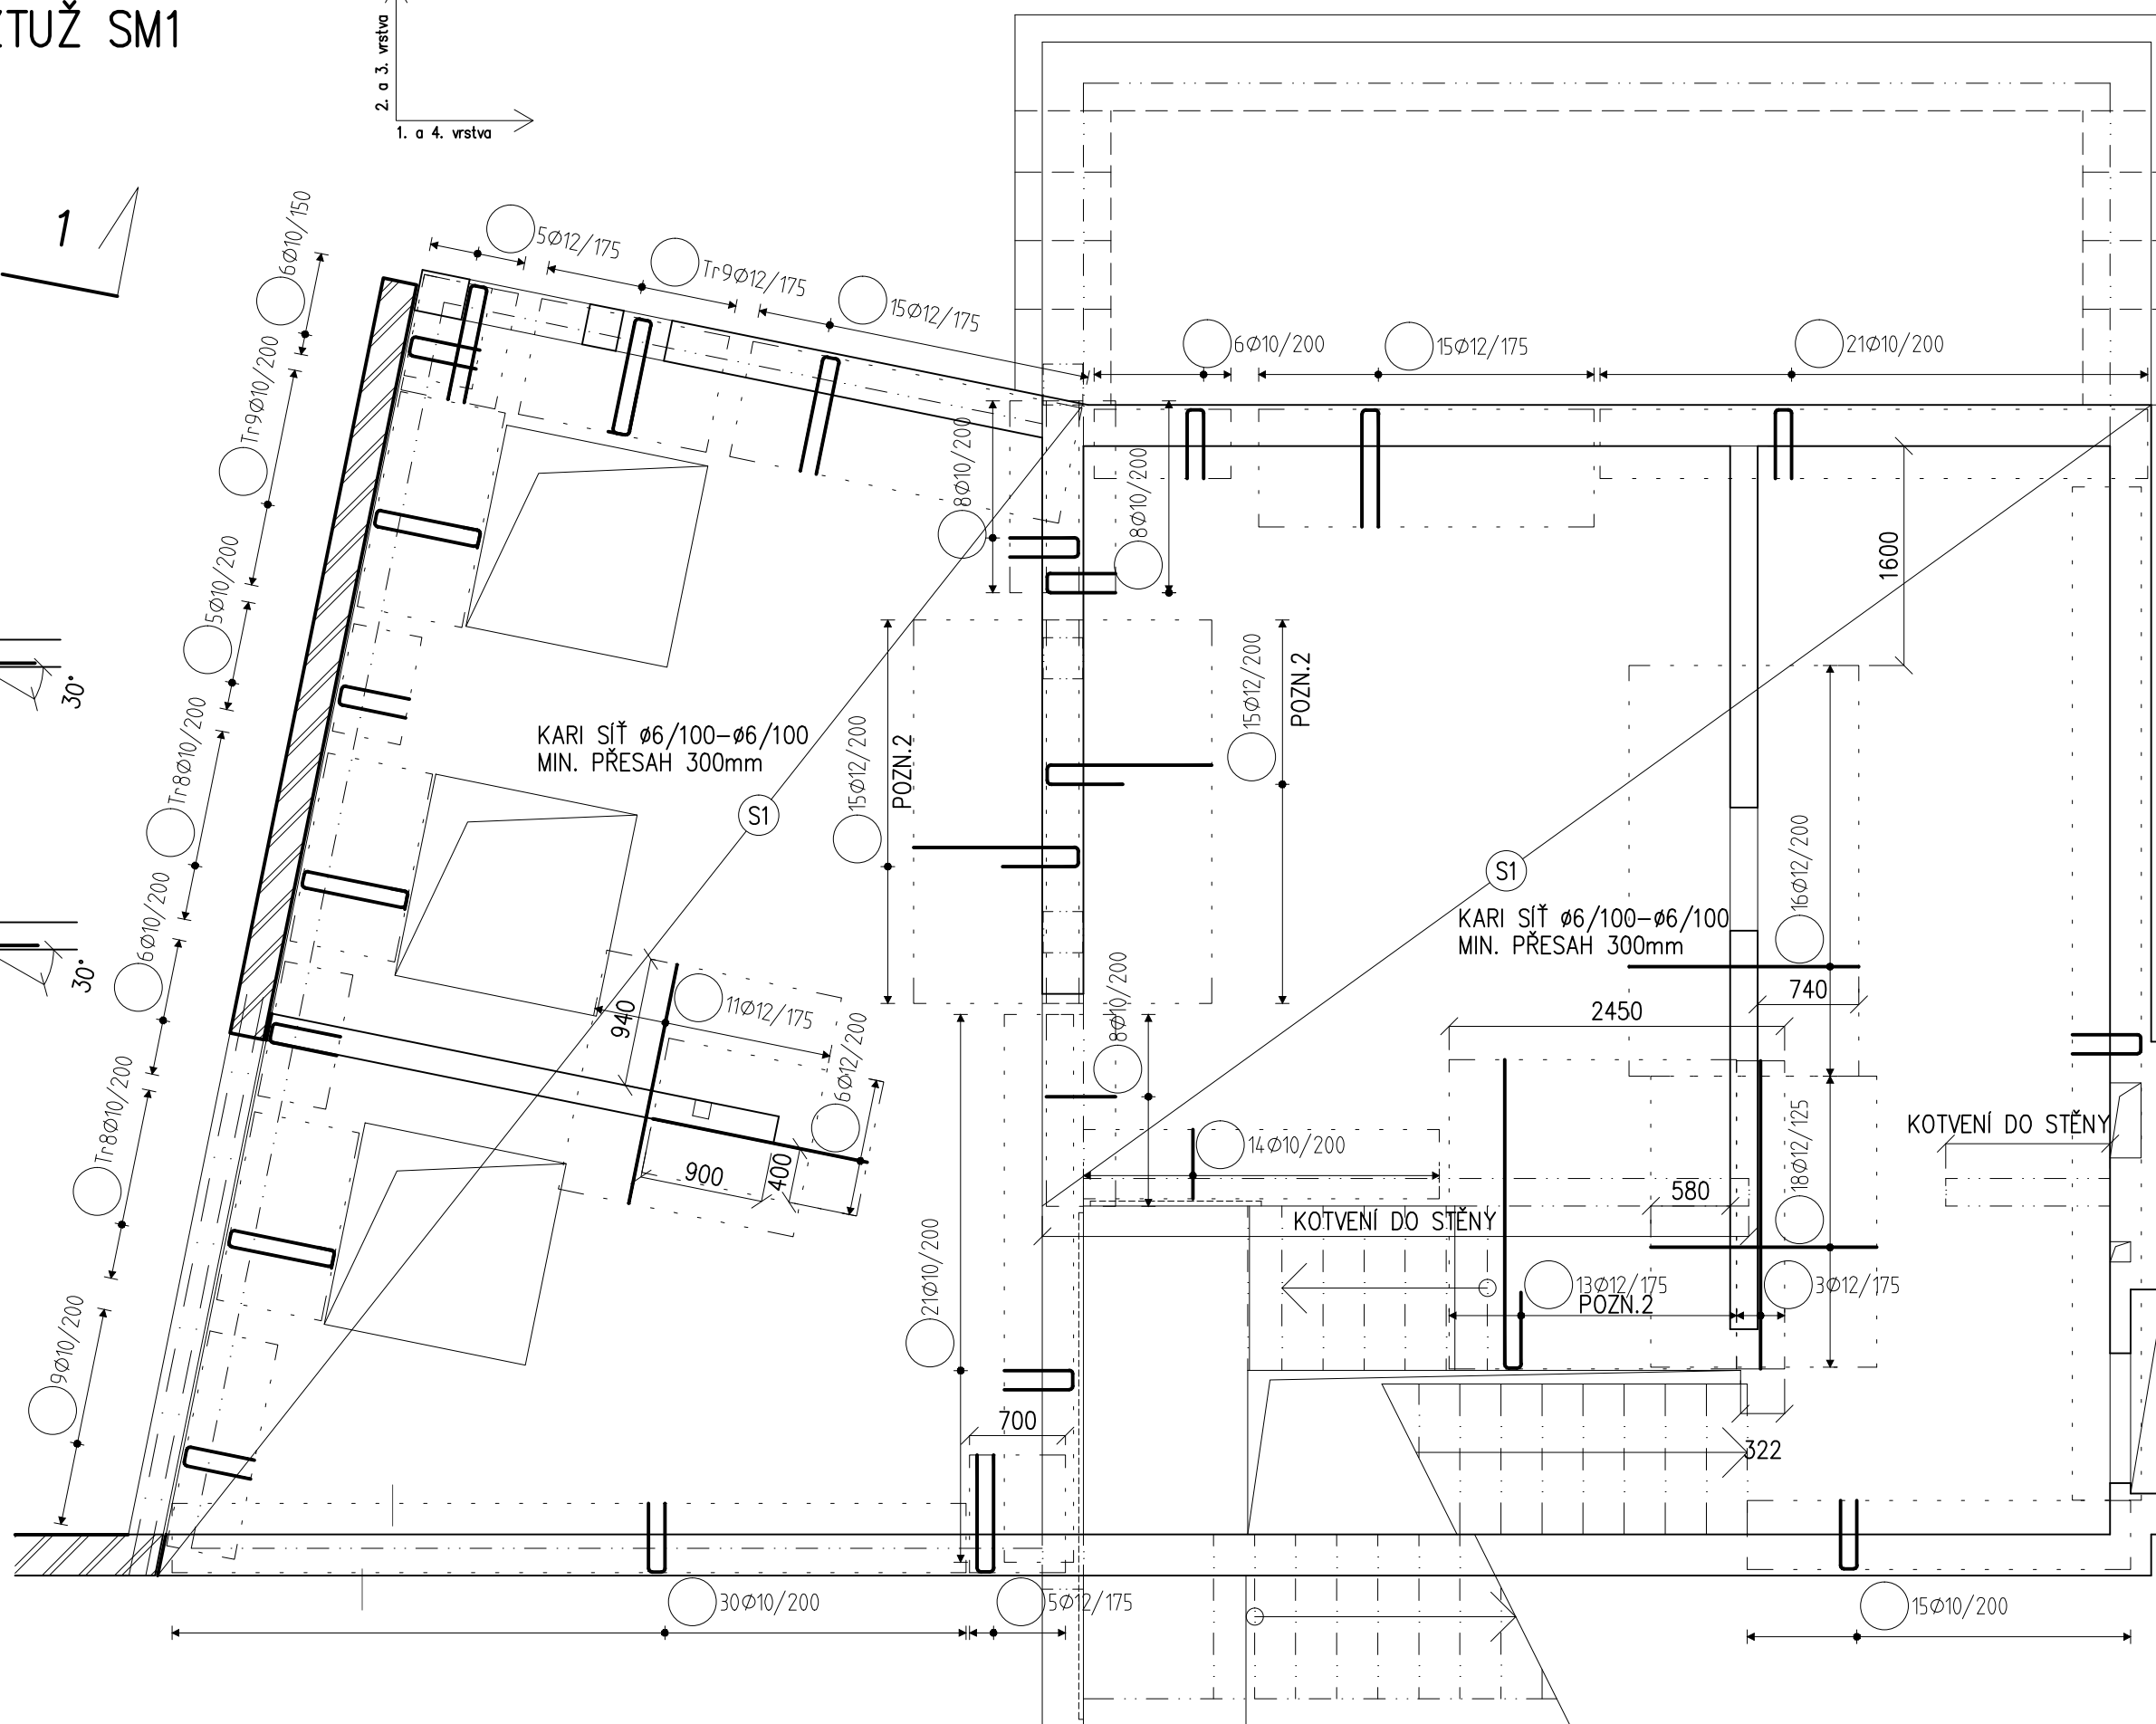 ZTUŽ SM1
2. a 3. vrstva
1. a 4. vrstva
1
6Ø10/150
5Ø12/175
Tr9Ø12/175
15Ø12/175
6Ø10/200
15Ø12/175
21Ø10/200
Tr9Ø10/200
8Ø10/200
8Ø10/200
1600
5Ø10/200
30°
Tr8Ø10/200
KARI SÍŤ ø6/100-ø6/100
MIN. PŘESAH 300mm
S1
15Ø12/200
POZN.2
15Ø12/200
POZN.2
S1
KARI SÍŤ ø6/100-ø6/100
MIN. PŘESAH 300mm
16Ø12/200
6Ø10/200
30°
940
11Ø12/175
6Ø12/200
8Ø10/200
740
2450
Tr8Ø10/200
900
400
14Ø10/200
18Ø12/125
KOTVENÍ DO STĚNY
580
KOTVENÍ DO STĚNY
21Ø10/200
13Ø12/175
POZN.2
3Ø12/175
9Ø10/200
700
322
30Ø10/200
5Ø12/175
15Ø10/200